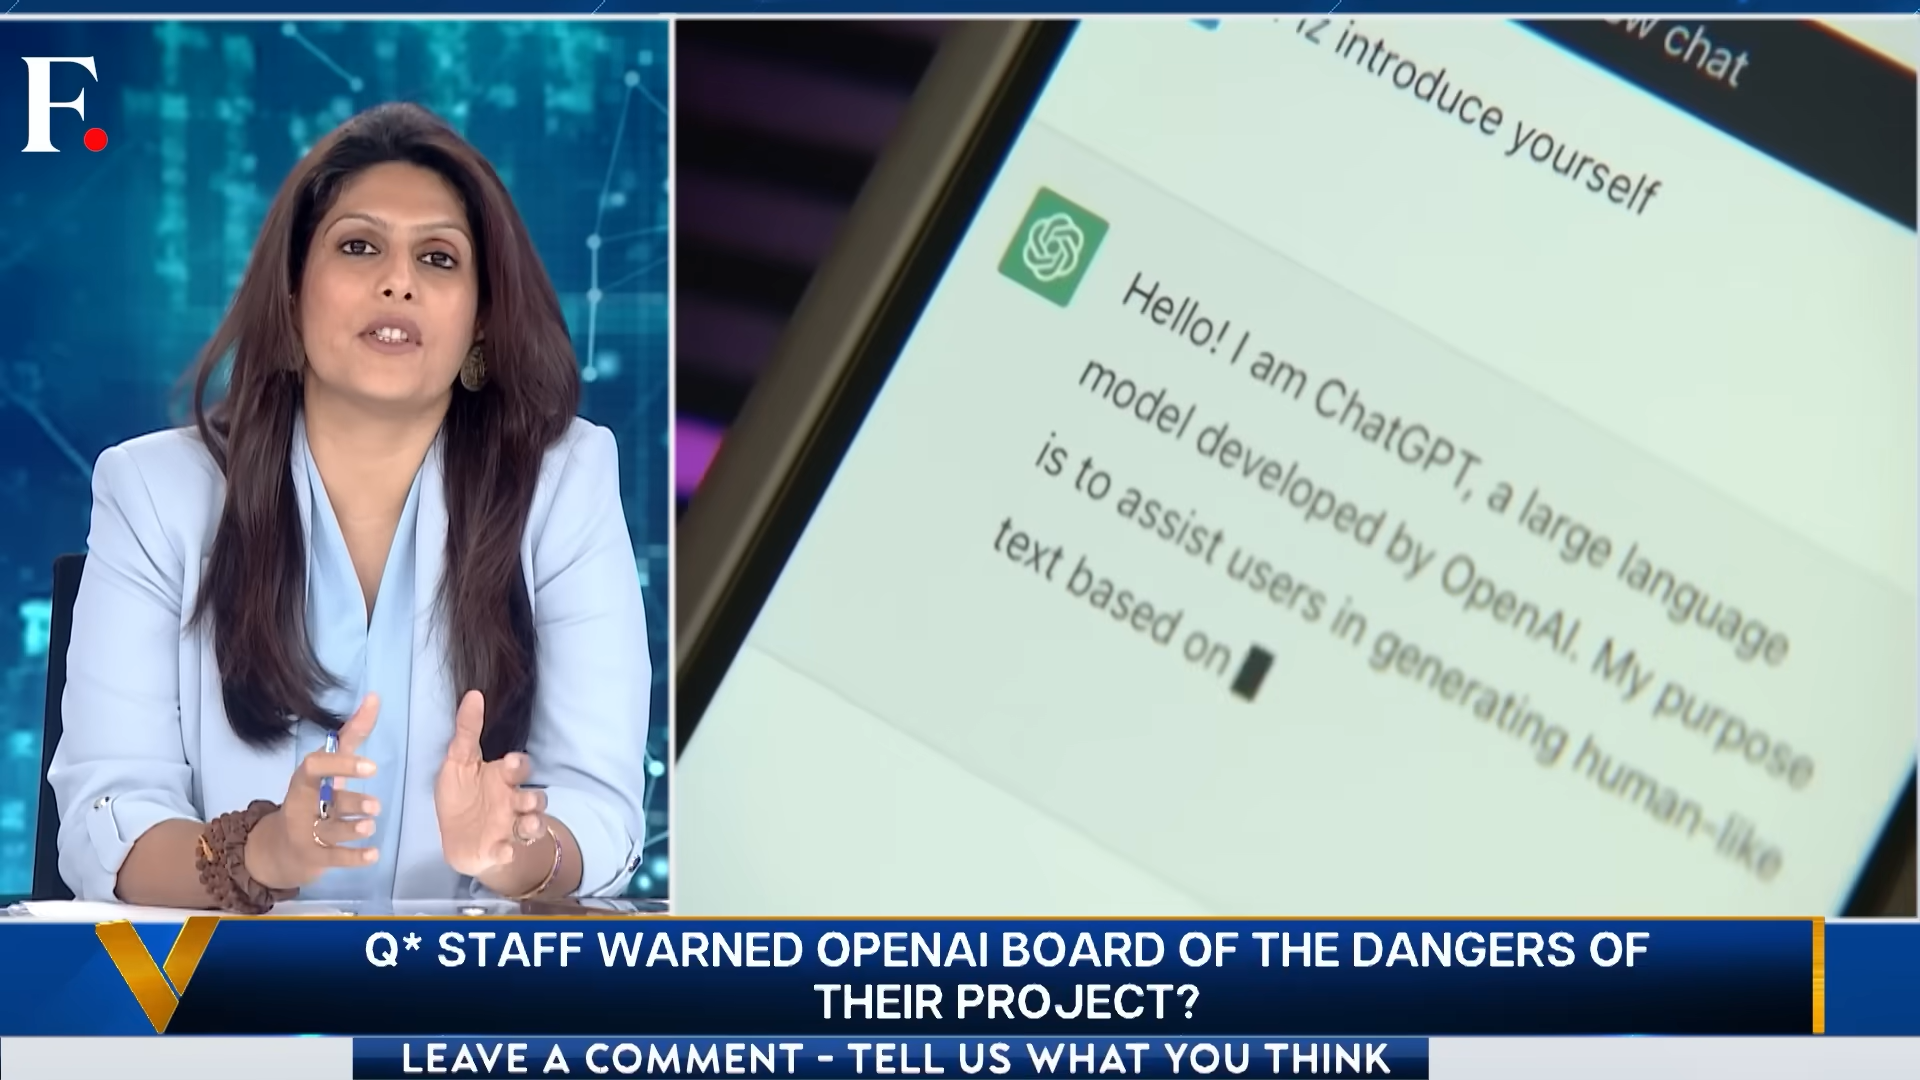 F.
introduce yourself
w chat
Hello! I am ChatGPT, a large language
model developed by OpenAI. My purpose
is to assist users in generating human-like
text based on
Q* STAFF WARNED OPENAI BOARD OF THE DANGERS OF
THEIR PROJECT?
LEAVE A COMMENT - TELL US WHAT YOU THINK